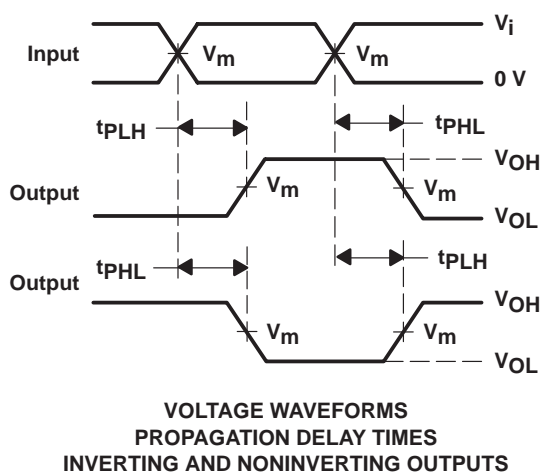 Vi
Input
Vm
Vm
0 V
tPLH
tPHL
VOH
Output
Vm
Vm
VOL
tPHL
tPLH
Output
VOH
Vm
Vm
VOL
VOLTAGE WAVEFORMS
PROPAGATION DELAY TIMES
INVERTING AND NONINVERTING OUTPUTS